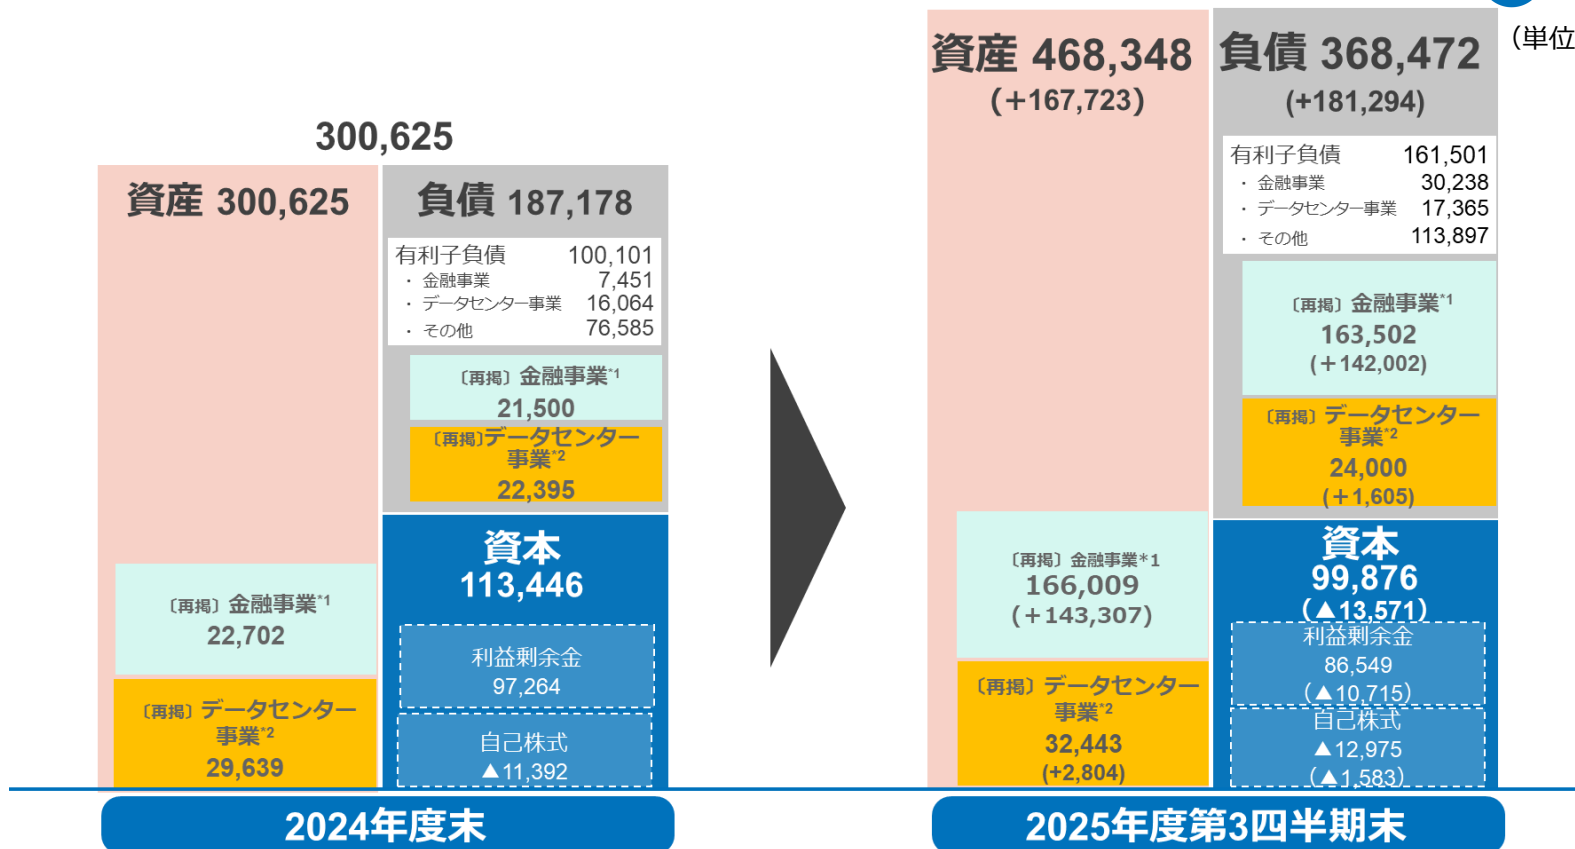 300,625
資産 300,625
負債 187,178
有利子負債 100,101
・ 金融事業 7,451
・ データセンター事業 16,064
・ その他 76,585
〔再掲〕金融事業*1
21,500
〔再掲〕データセンター
事業*2
22,395
資本
113,446
利益剰余金
97,264
自己株式
▲11,392
〔再掲〕金融事業*1
22,702
〔再掲〕データセンター
事業*2
29,639
2024年度末
(単位
資産 468,348
(+167,723)
負債 368,472
(+181,294)
有利子負債 161,501
・ 金融事業 30,238
・ データセンター事業 17,365
・ その他 113,897
〔再掲〕金融事業*1
163,502
(+142,002)
〔再掲〕データセンター
事業*2
24,000
(+1,605)
資本
99,876
(▲13,571)
利益剰余金
86,549
(▲10,715)
自己株式
▲12,975
(▲1,583)
〔再掲〕金融事業*1
166,009
(+143,307)
〔再掲〕データセンター
事業*2
32,443
(+2,804)
2025年度第3四半期末